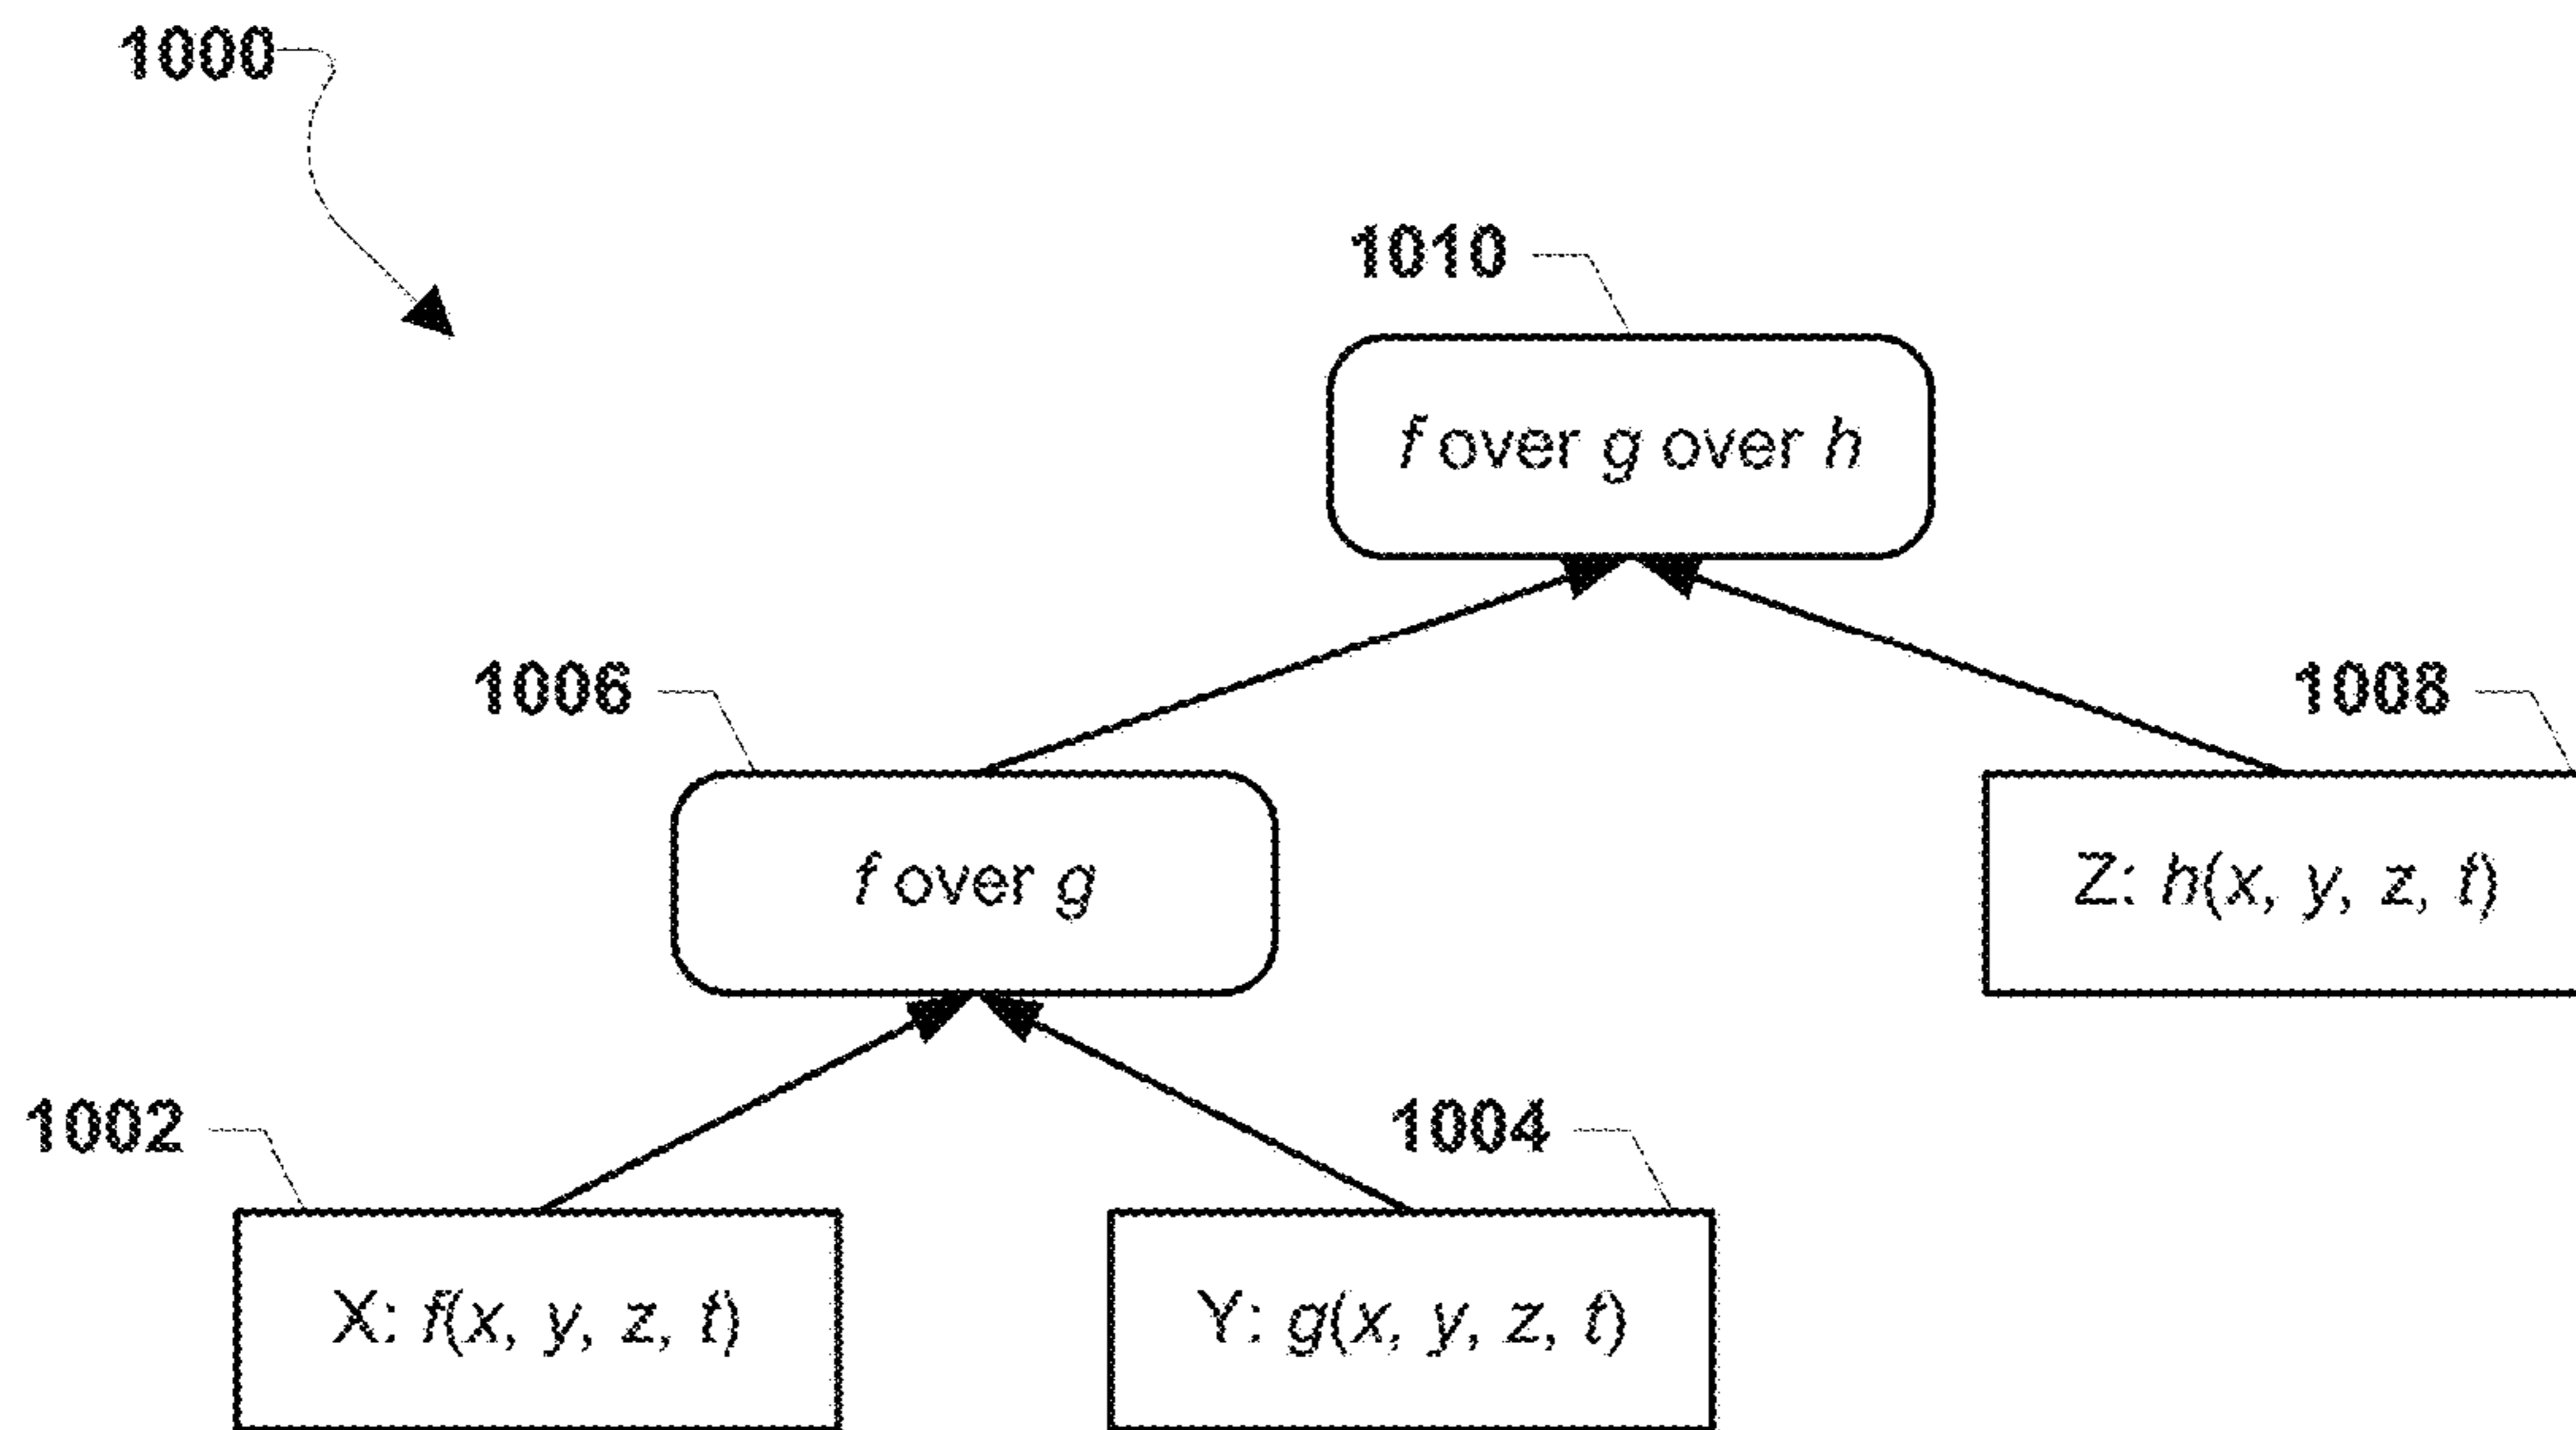 1000
1010
f over g over h
1006
1008
f over g
Z: h(x, y, z, t)
1002
1004
X: f(x, y, z, t)
Y: g(x, y, z, t)